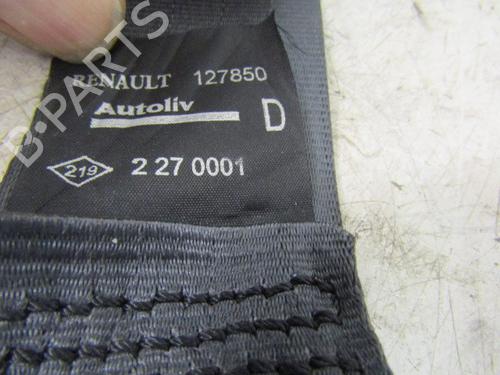 RENAULT 127850
Autoliv D
219 2 27 0001
B-PARTS